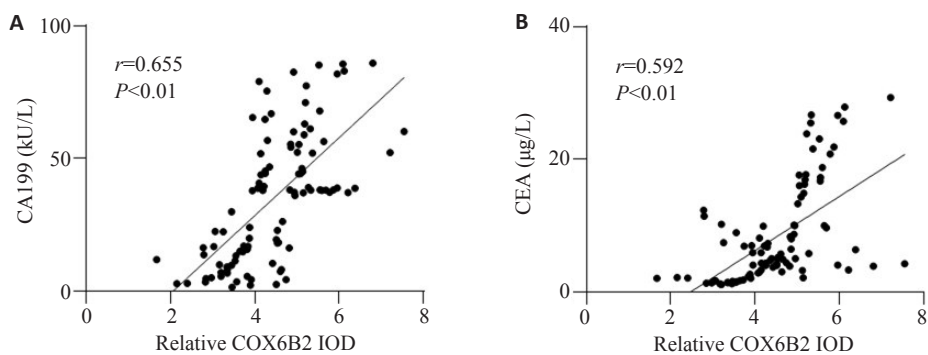 A
r=0.655
P<0.01
CA199 (kU/L)
100
50
0
0 2 4 6 8
Relative COX6B2 IOD
B
r=0.592
P<0.01
CEA (μg/L)
40
20
0
0 2 4 6 8
Relative COX6B2 IOD